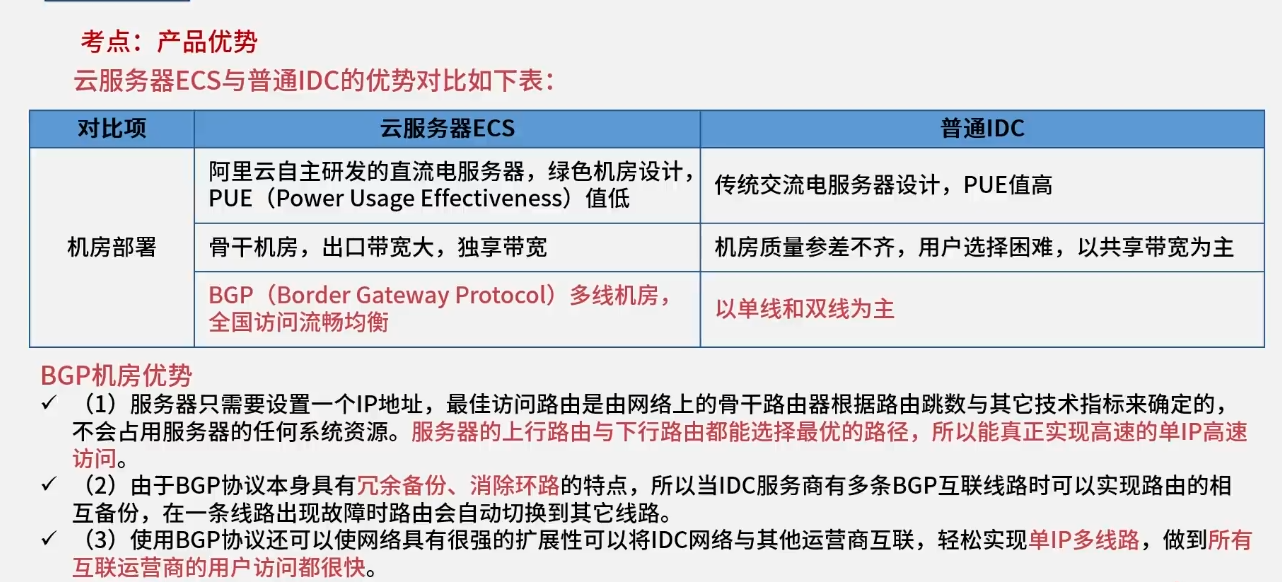 考点：产品优势
云服务器ECS与普通IDC的优势对比如下表：
对比项 云服务器ECS 普通IDC
机房部署
阿里云自主研发的直流电服务器，绿色机房设计，
PUE（Power Usage Effectiveness）值低
传统交流电服务器设计，PUE值高
骨干机房，出口带宽大，独享带宽
机房质量参差不齐，用户选择困难，以共享带宽为主
BGP（Border Gateway Protocol）多线机房，
全国访问流畅均衡
以单线和双线为主
BGP机房优势
✓ （1）服务器只需要设置一个IP地址，最佳访问路由是由网络上的骨干路由器根据路由跳数与其它技术指标来确定的，
不会占用服务器的任何系统资源。服务器的上行路由与下行路由都能选择最优的路径，所以能真正实现高速的单IP高速
访问。
✓ （2）由于BGP协议本身具有冗余备份、消除环路的特点，所以当IDC服务商有多条BGP互联线路时可以实现路由的相
互备份，在一条线路出现故障时路由会自动切换到其它线路。
✓ （3）使用BGP协议还可以使网络具有很强的扩展性可以将IDC网络与其他运营商互联，轻松实现单IP多线路，做到所有
互联运营商的用户访问都很快。